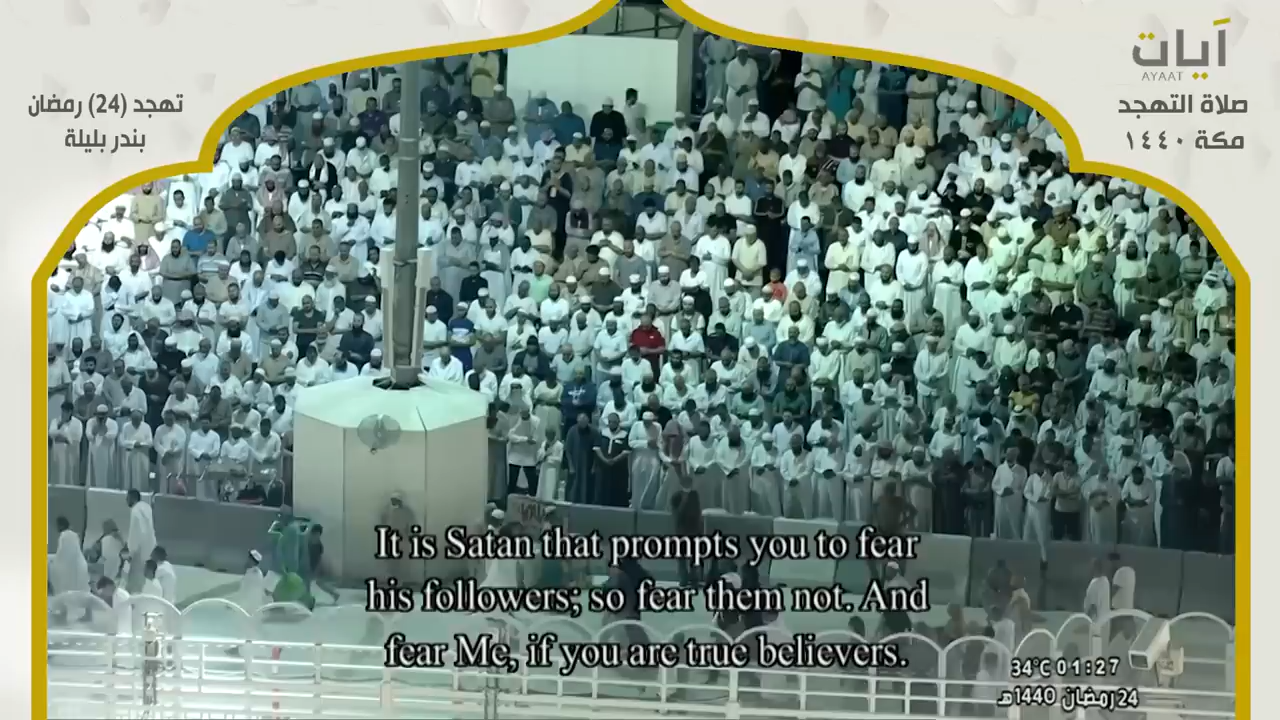 آيات
AYAAT
صلاة التهجد
مكة ١٤٤٠
تهجد (24) رمضان
بندر بليلة
It is Satan that prompts you to fear
his followers; so fear them not. And
fear Me, if you are true believers.
34°C 01:27
24 رمضان 1440هـ